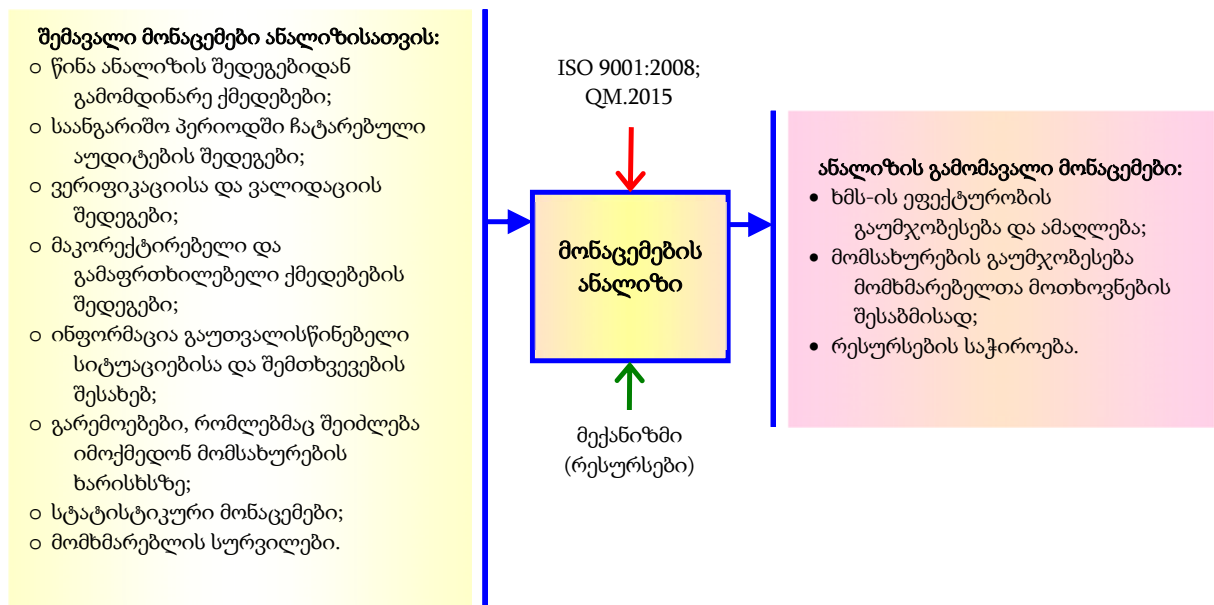 შემავალი მონაცემები ანალიზისათვის:
o წინა ანალიზის შედეგებიდან
გამომდინარე ქმედებები;
o საანგარიშო პერიოდში ჩატარებული
აუდიტების შედეგები;
o ვერიფიკაციისა და ვალიდაციის
შედეგები;
o მაკორექტირებელი და
გამაფრთხილებელი ქმედებების
შედეგები;
o ინფორმაცია გაუთვალისწინებელი
სიტუაციებისა და შემთხვევების
შესახებ;
o გარემოებები, რომლებმაც შეიძლება
იმოქმედონ მომსახურების
ხარისხსზე;
o სტატისტიკური მონაცემები;
o მომხმარებლის სურვილები.
ISO 9001:2008;
QM.2015
მონაცემების
ანალიზი
მექანიზმი
(რესურსები)
ანალიზის გამომავალი მონაცემები:
• ხმს-ის ეფექტურობის
გაუმჯობესება და ამაღლება;
• მომსახურების გაუმჯობესება
მომხმარებელთა მოთხოვნების
შესაბმისად;
• რესურსების საჭიროება.